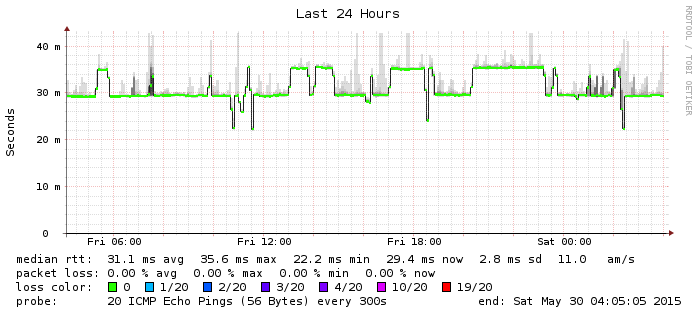 Last 24 Hours
RRDTOOL / TOBI OETIKER
Seconds
40 m
30 m
20 m
10 m
0
Fri 06:00 Fri 12:00 Fri 18:00 Sat 00:00
median rtt: 31.1 ms avg 35.6 ms max 22.2 ms min 29.4 ms now 2.8 ms sd 11.0 am/s
packet loss: 0.00 % avg 0.00 % max 0.00 % min 0.00 % now
loss color: 0 1/20 2/20 3/20 4/20 10/20 19/20
probe: 20 ICMP Echo Pings (56 Bytes) every 300s end: Sat May 30 04:05:05 2015